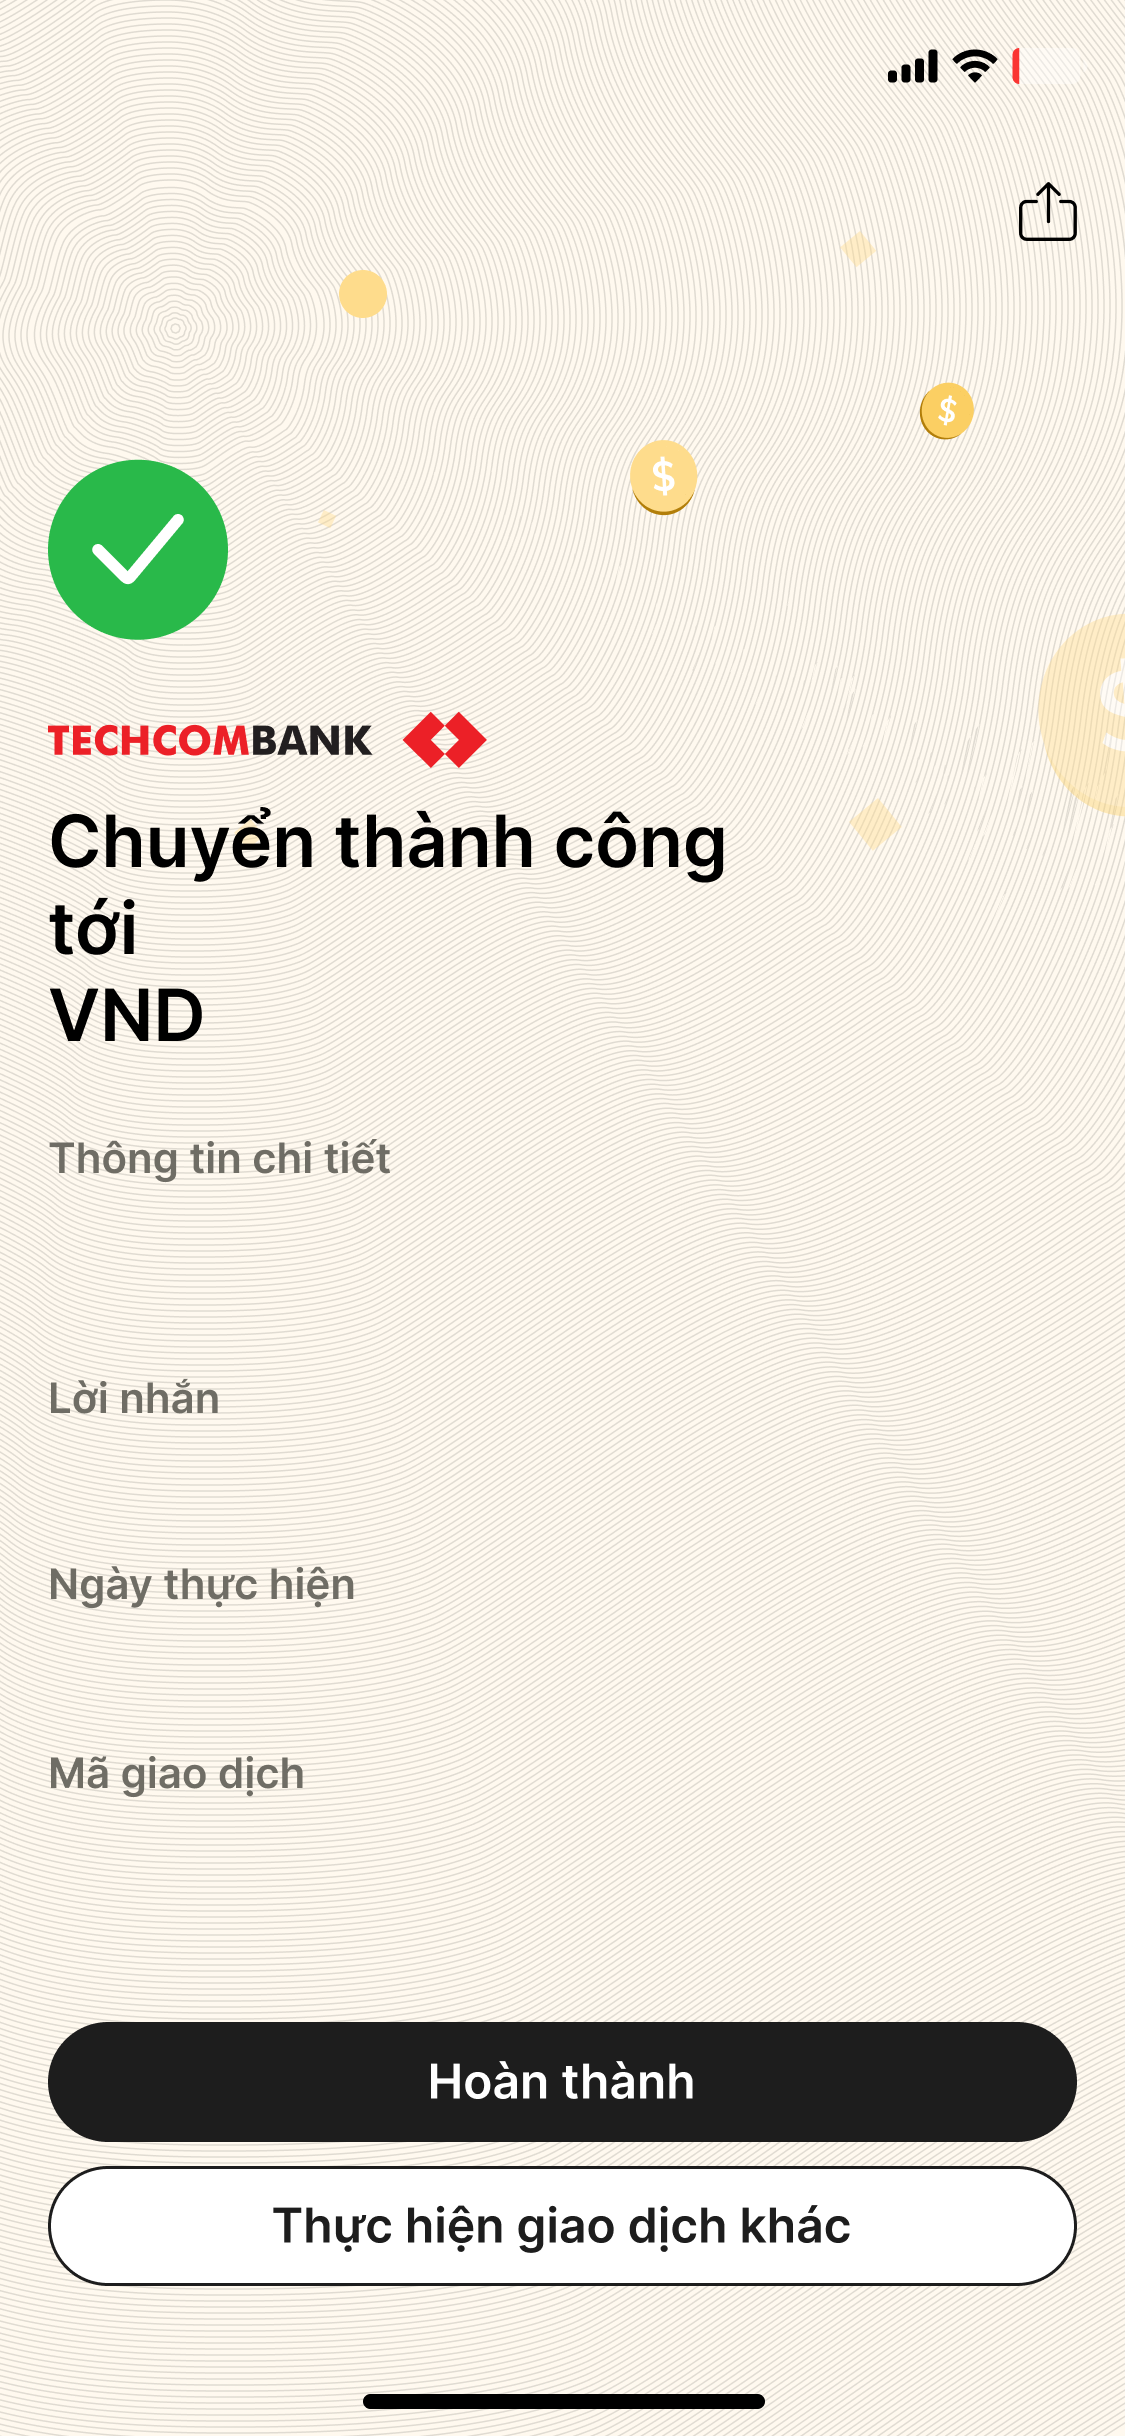 $
$
$
TECHCOMBANK
Chuyển thành công
tới
VND
Thông tin chi tiết
Lời nhắn
Ngày thực hiện
Mã giao dịch
Hoàn thành
Thực hiện giao dịch khác